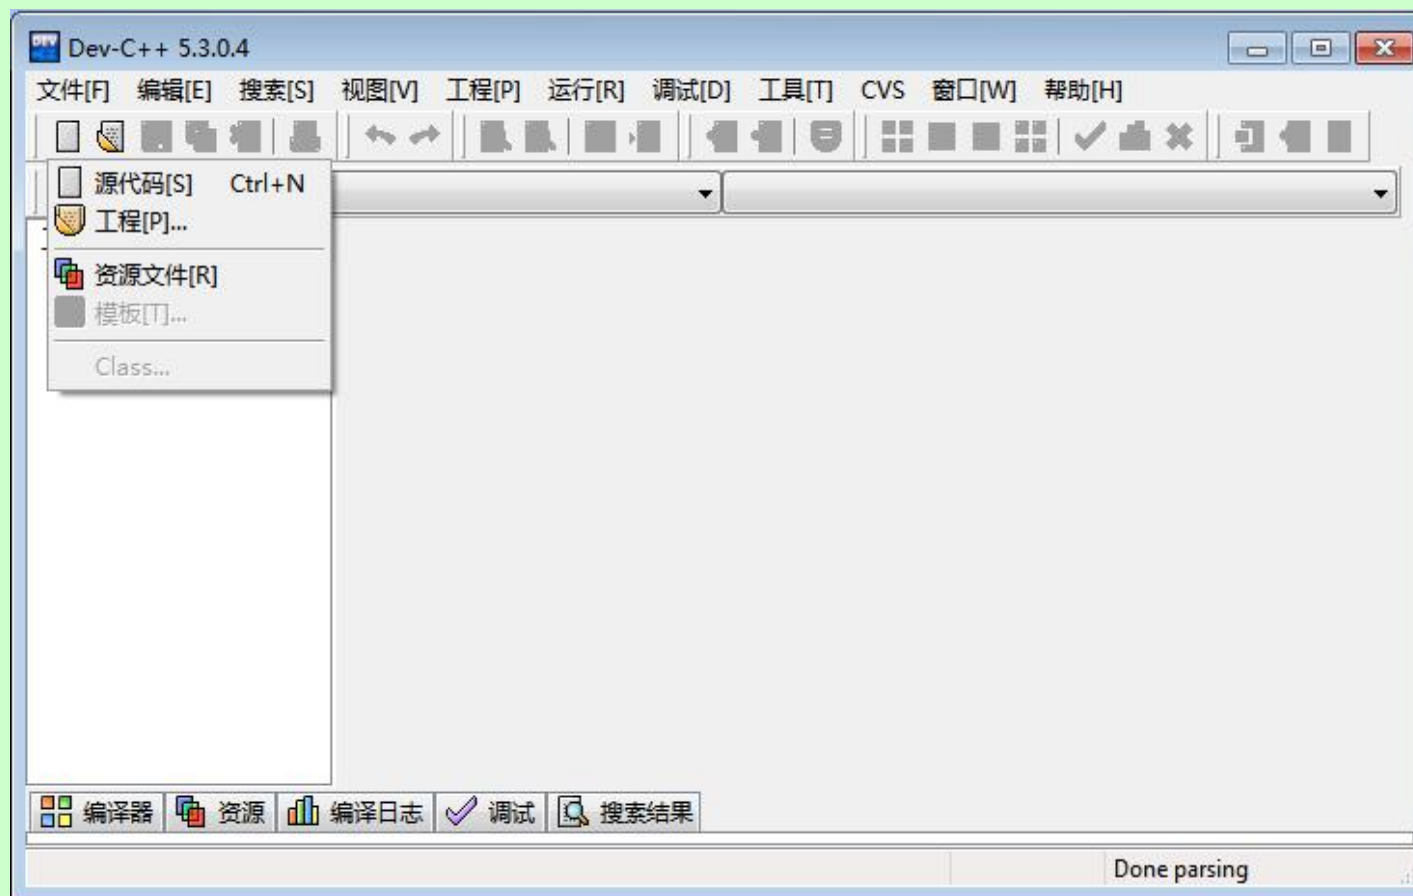 Dev-C++ 5.3.0.4
文件[F] 编辑[E] 搜索[S] 视图[V] 工程[P] 运行[R] 调试[D] 工具[T] CVS 窗口[W] 帮助[H]
源代码[S] Ctrl+N
工程[P]...
资源文件[R]
模板[T]...
Class...
编译器 资源 编译日志 调试 搜索结果
Done parsing